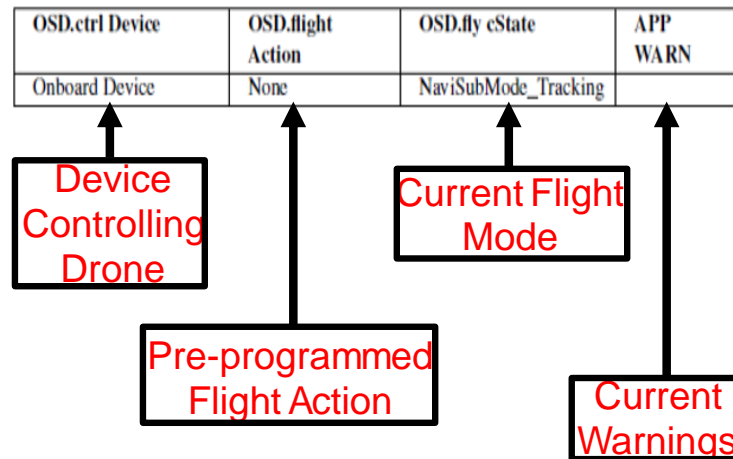 OSD.ctrl Device OSD.flight Action OSD.fly cState APP WARN
Onboard Device None NaviSubMode_Tracking
Device
Controlling
Drone
Current Flight
Mode
Pre-programmed
Flight Action
Current
Warnings